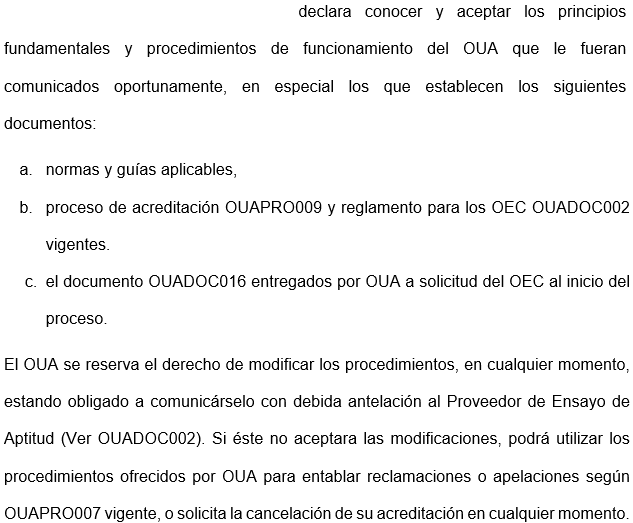 declara conocer y aceptar los principios
fundamentales y procedimientos de funcionamiento del OUA que le fueran
comunicados oportunamente, en especial los que establecen los siguientes
documentos:
a. normas y guías aplicables,
b. proceso de acreditación OUAPRO009 y reglamento para los OEC OUADOC002
vigentes.
c. el documento OUADOC016 entregados por OUA a solicitud del OEC al inicio del
proceso.
El OUA se reserva el derecho de modificar los procedimientos, en cualquier momento,
estando obligado a comunicárselo con debida antelación al Proveedor de Ensayo de
Aptitud (Ver OUADOC002). Si éste no aceptara las modificaciones, podrá utilizar los
procedimientos ofrecidos por OUA para entablar reclamaciones o apelaciones según
OUAPRO007 vigente, o solicita la cancelación de su acreditación en cualquier momento.